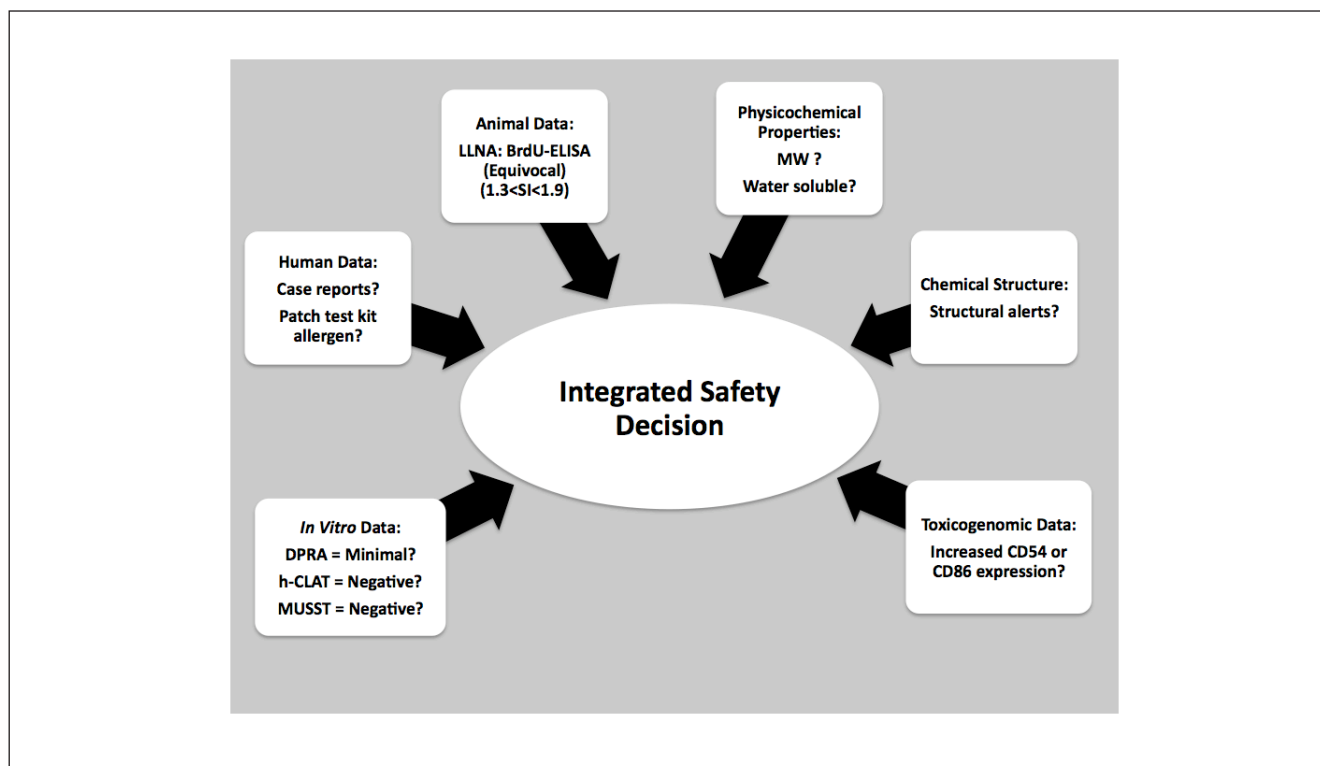 Animal Data:
LLNA: BrdU-ELISA
(Equivocal)
(1.3<SI<1.9)
Physicochemical
Properties:
MW ?
Water soluble?
Human Data:
Case reports?
Patch test kit
allergen?
Chemical Structure:
Structural alerts?
Integrated Safety
Decision
In Vitro Data:
DPRA = Minimal?
h-CLAT = Negative?
MUSST = Negative?
Toxicogenomic Data:
Increased CD54 or
CD86 expression?